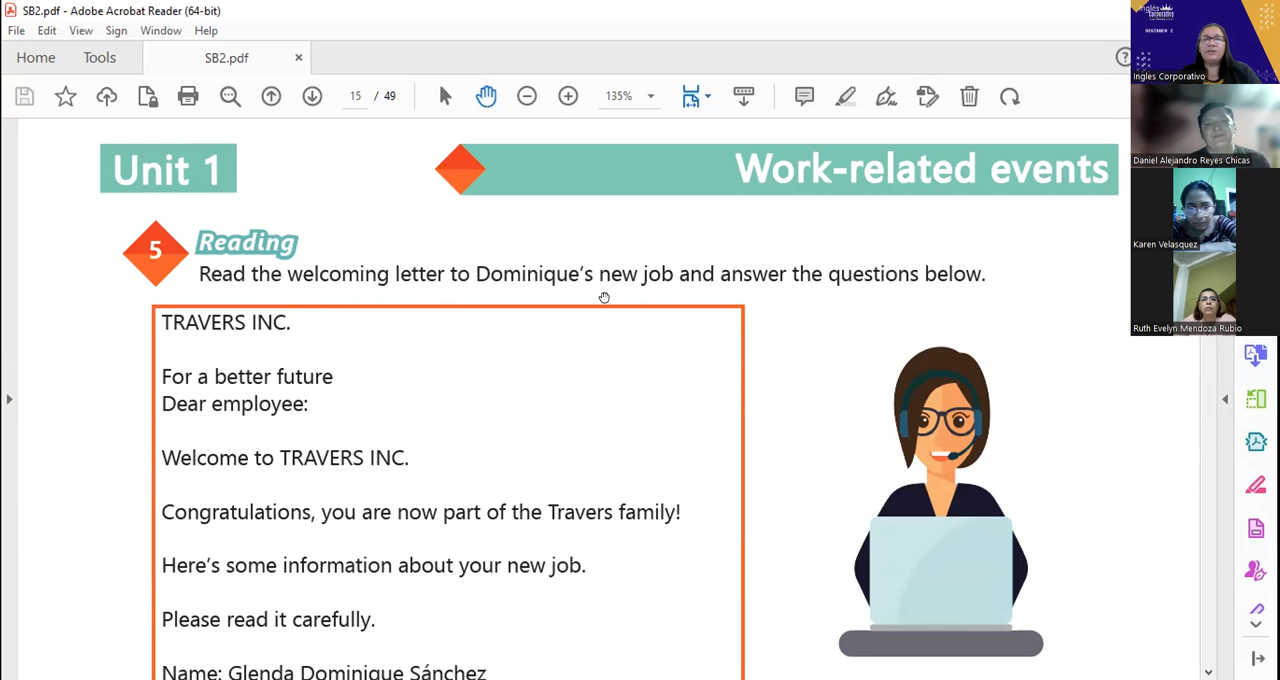 SB2.pdf - Adobe Acrobat Reader (64-bit)
File Edit View Sign Window Help
Home Tools SB2.pdf ×
15 / 49 135%
Unit 1
Work-related events
5 Reading
Read the welcoming letter to Dominique's new job and answer the questions below.
TRAVERS INC.
For a better future
Dear employee:
Welcome to TRAVERS INC.
Congratulations, you are now part of the Travers family!
Here's some information about your new job.
Please read it carefully.
Name: Glenda Dominique Sánchez
Inglés
Corporativo
BEGINNER 2
Ingles Corporativo
Daniel Alejandro Reyes Chicas
Karen Velasquez
Ruth Evelyn Mendoza Rubio